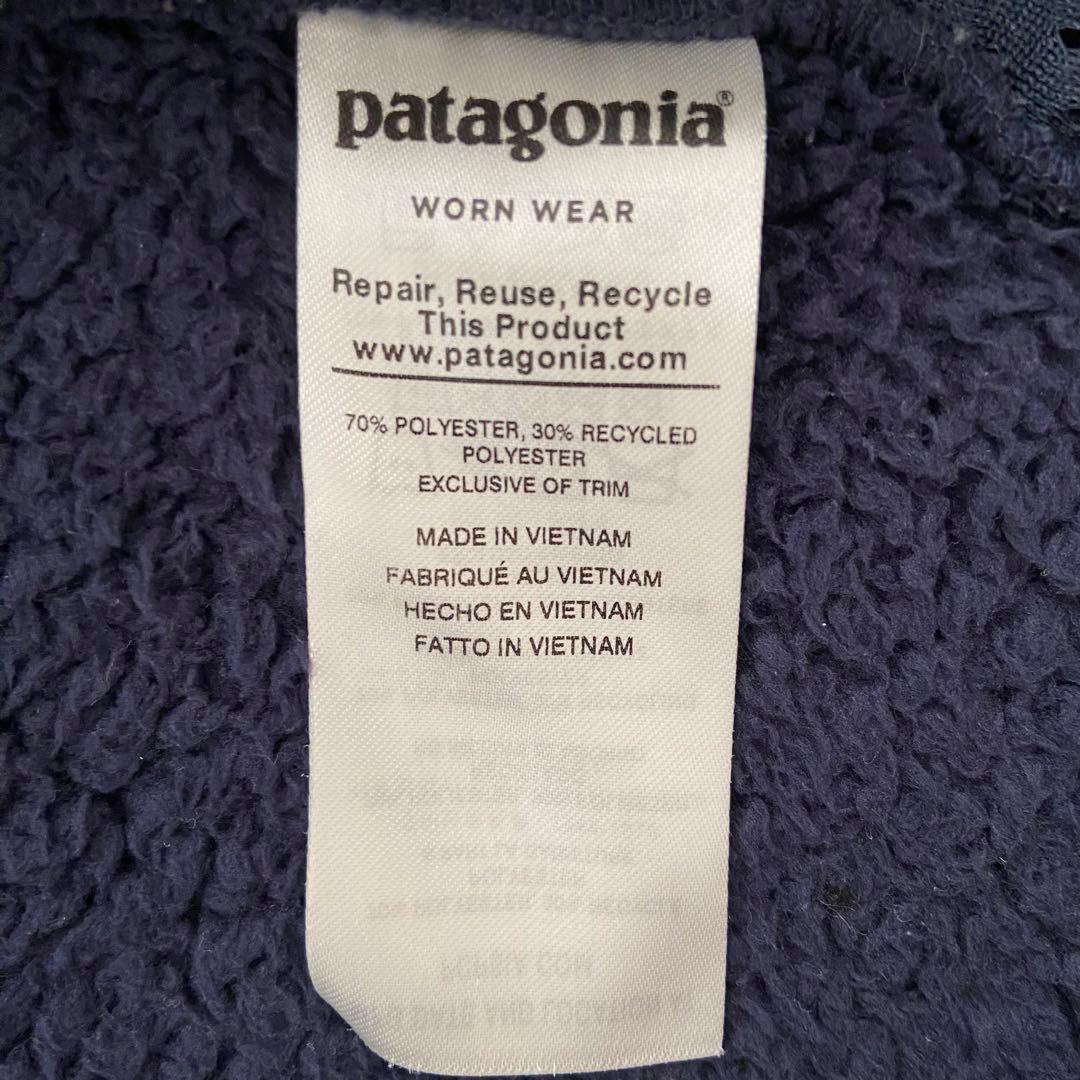 patagonia®
WORN WEAR
Repair, Reuse, Recycle
This Product
www.patagonia.com
70% POLYESTER, 30% RECYCLED
POLYESTER
EXCLUSIVE OF TRIM
MADE IN VIETNAM
FABRIQUÉ AU VIETNAM
HECHO EN VIETNAM
FATTO IN VIETNAM